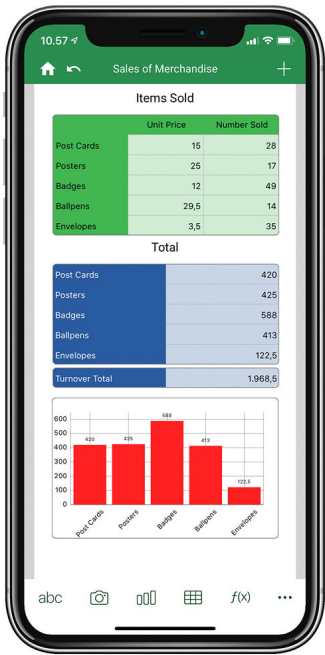 10.57
Sales of Merchandise
Items Sold
Unit Price Number Sold
Post Cards 15 28
Posters 25 17
Badges 12 49
Ballpens 29,5 14
Envelopes 3,5 35
Total
Post Cards 420
Posters 425
Badges 588
Ballpens 413
Envelopes 122,5
Turnover Total 1.968,5
600
500
400
300
200
100
0
420
425
588
413
122,5
Post Cards
Posters
Badges
Ballpens
Envelopes
abc
f(x)